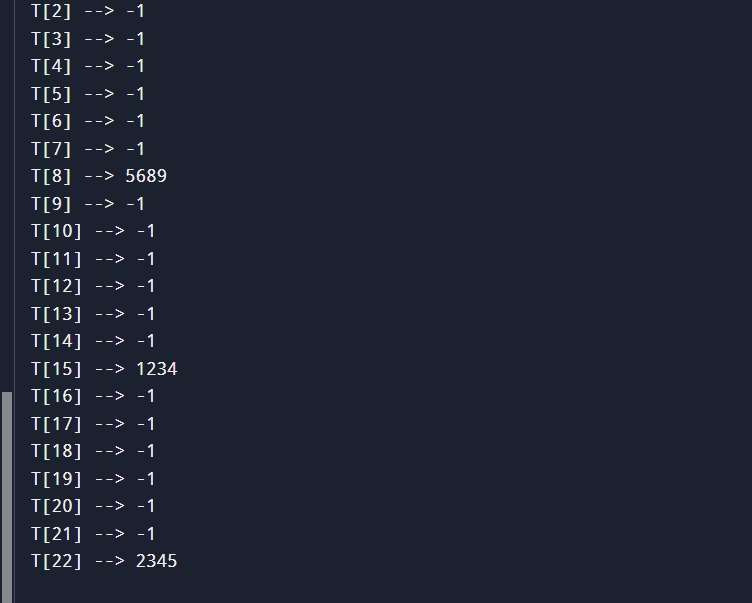 T[2] --> -1
T[3] --> -1
T[4] --> -1
T[5] --> -1
T[6] --> -1
T[7] --> -1
T[8] --> 5689
T[9] --> -1
T[10] --> -1
T[11] --> -1
T[12] --> -1
T[13] --> -1
T[14] --> -1
T[15] --> 1234
T[16] --> -1
T[17] --> -1
T[18] --> -1
T[19] --> -1
T[20] --> -1
T[21] --> -1
T[22] --> 2345